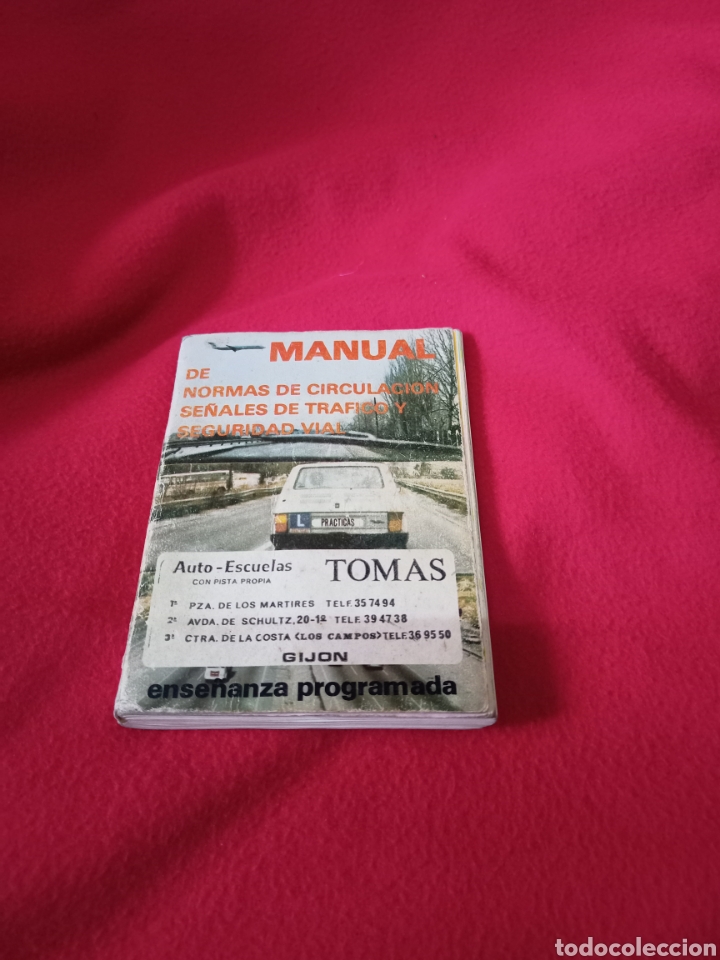 MANUAL
DE
NORMAS DE CIRCULACION
SEÑALES DE TRAFICO Y
SEGURIDAD VIAL
L
PRACTICAS
Auto-Escuelas TOMAS
CON PISTA PROPIA
1ª PZA. DE LOS MARTIRES TELF. 35 74 94
2ª AVDA. DE SCHULTZ, 20-1º TELF. 39 47 38
3ª CTRA. DE LA COSTA (LOS CAMPOS) TELF. 36 95 50
GIJON
enseñanza programada
todocoleccion